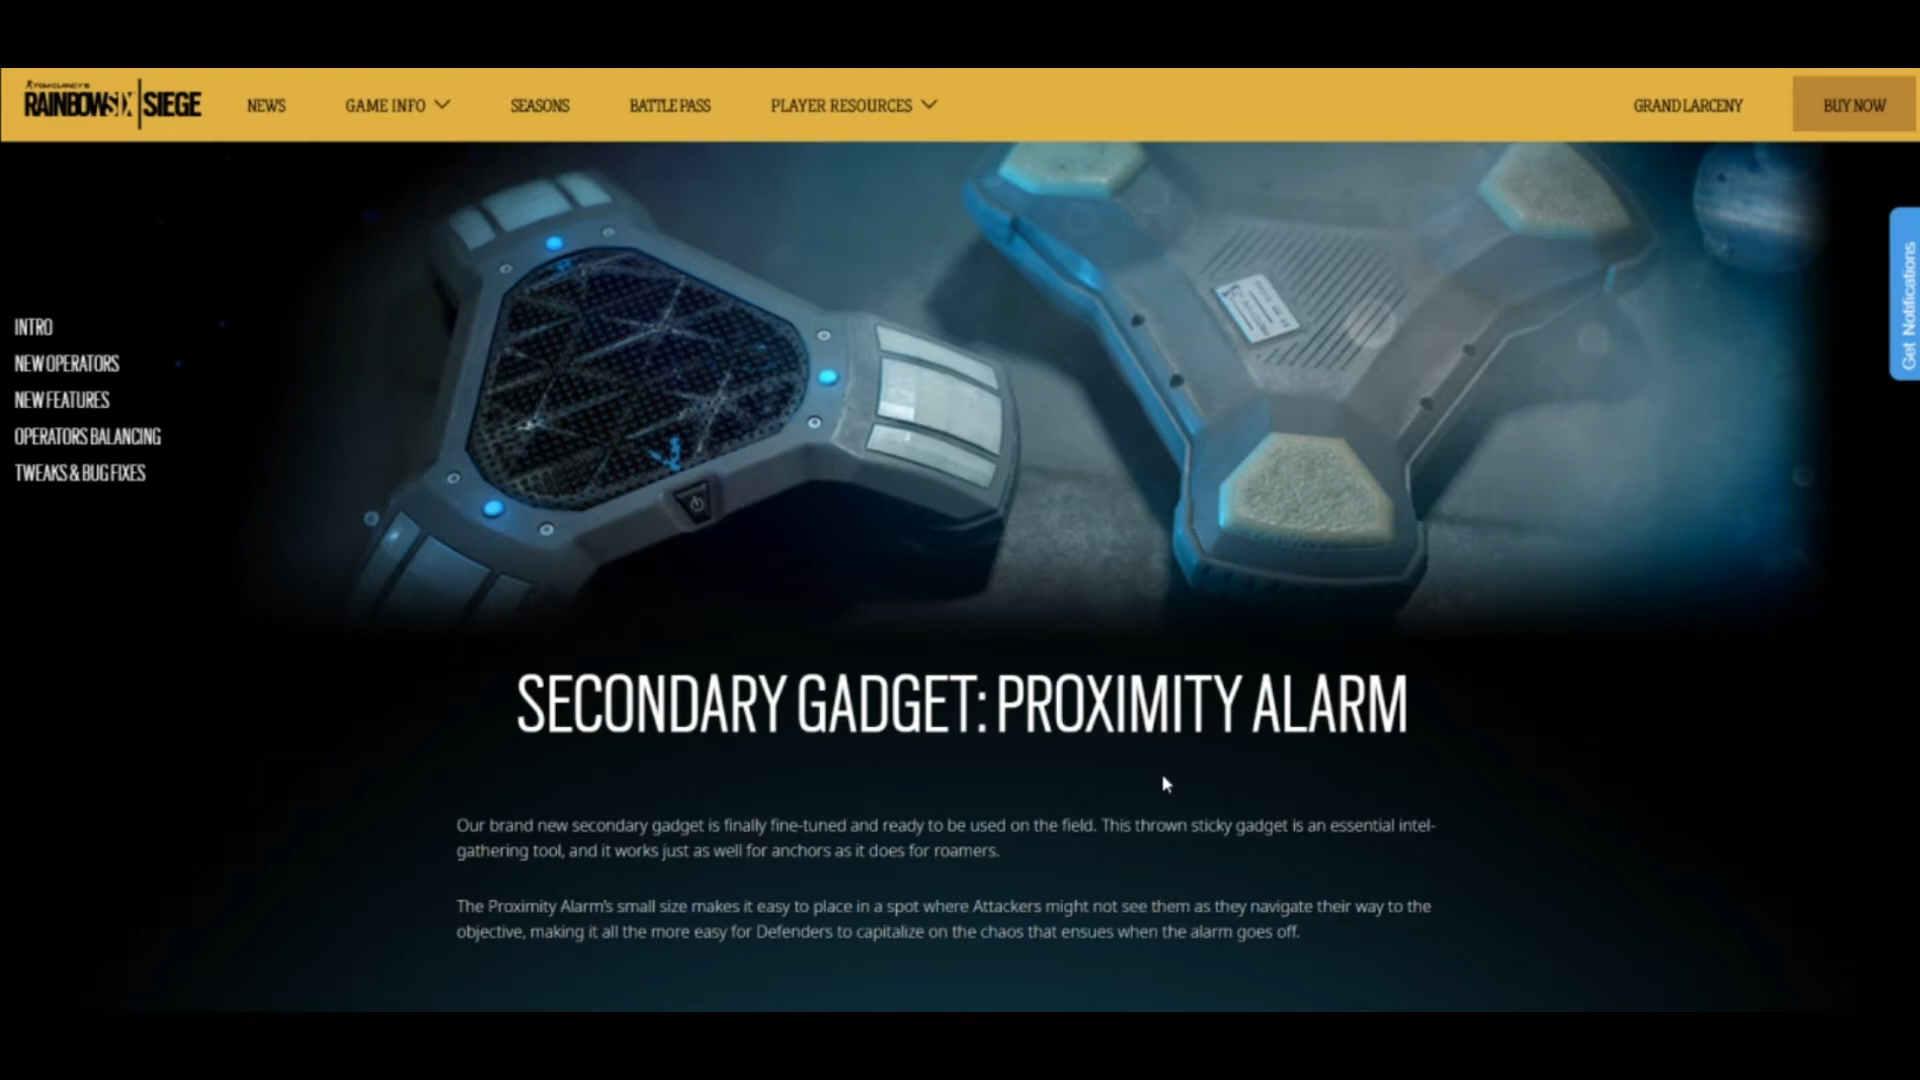 TOM CLANCY'S
RAINBOW SIX | SIEGE
NEWS
GAME INFO
SEASONS
BATTLE PASS
PLAYER RESOURCES
GRAND LARCENY
BUY NOW
Get Notifications
INTRO
NEW OPERATORS
NEW FEATURES
OPERATORS BALANCING
TWEAKS & BUG FIXES
SECONDARY GADGET: PROXIMITY ALARM
Our brand new secondary gadget is finally fine-tuned and ready to be used on the field. This thrown sticky gadget is an essential intel-
gathering tool, and it works just as well for anchors as it does for roamers.
The Proximity Alarm's small size makes it easy to place in a spot where Attackers might not see them as they navigate their way to the
objective, making it all the more easy for Defenders to capitalize on the chaos that ensues when the alarm goes off.